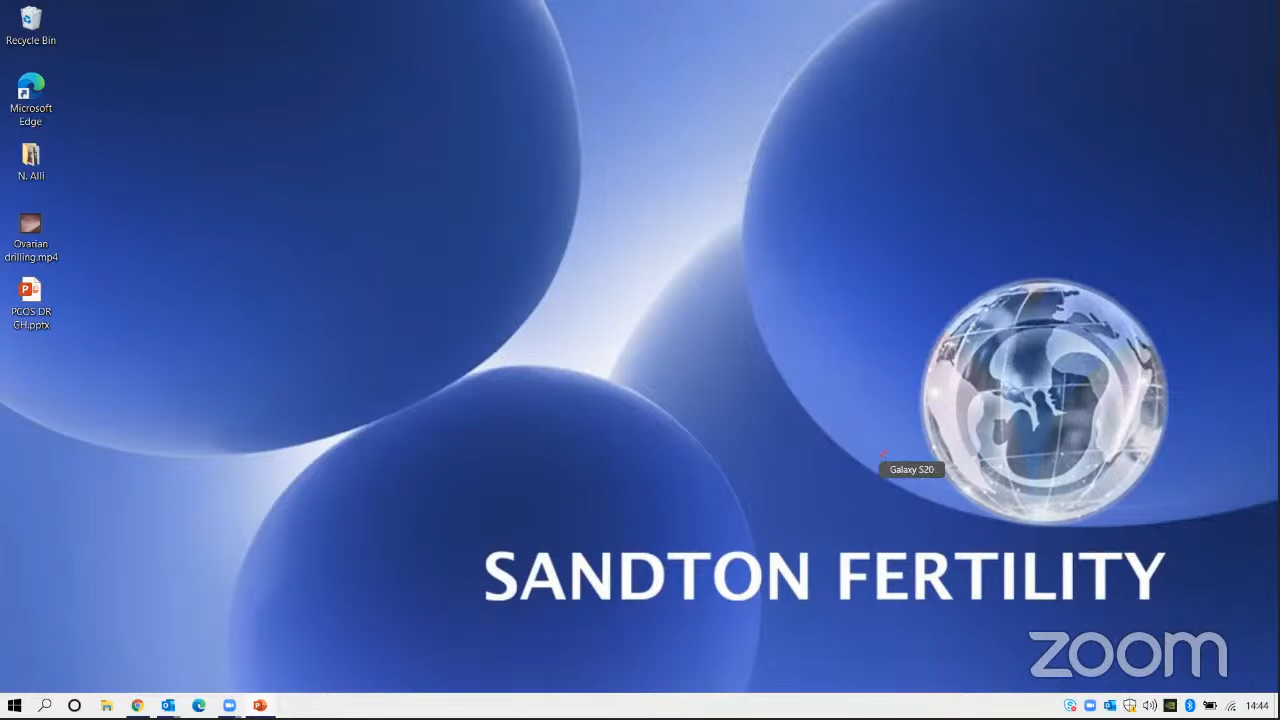 Recycle Bin
Microsoft
Edge
N. Alli
Ovarian
drilling.mp4
PCOS DR
GH.pptx
Galaxy S20
SANDTON FERTILITY
zoom
14:44